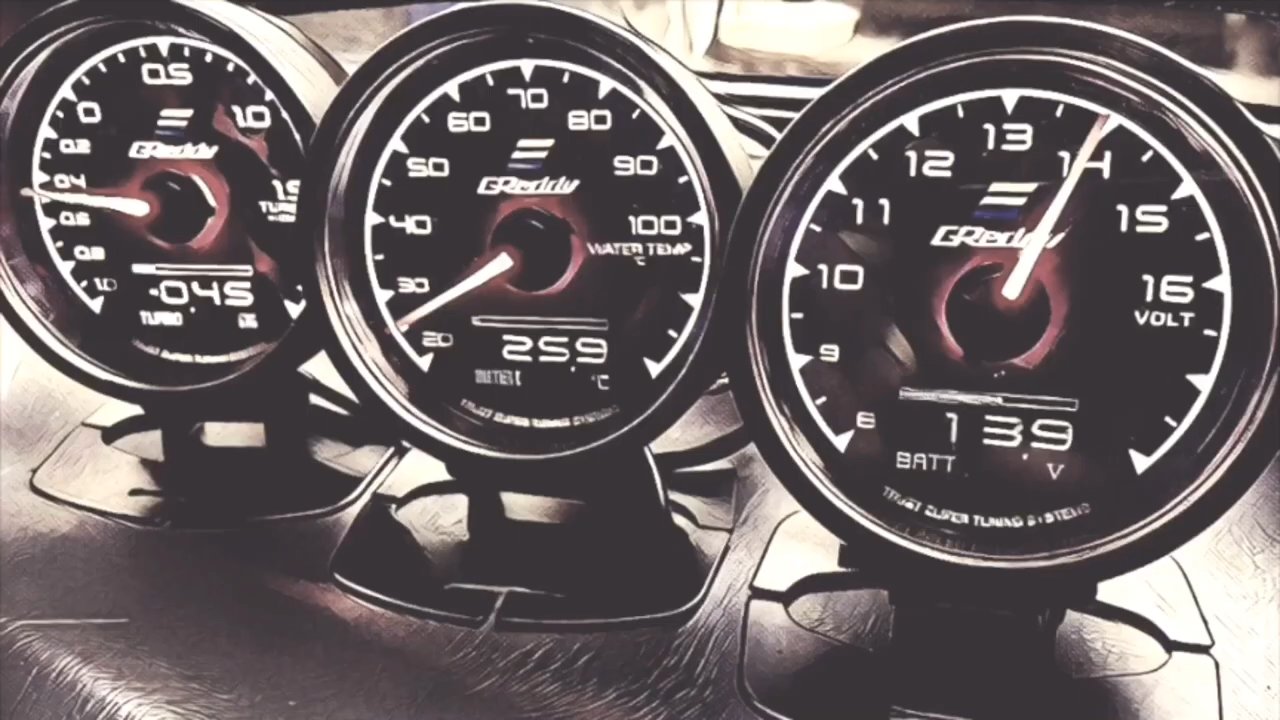 0.5
0
1.0
0.2
GReddy
0.4
0.6
0.8
1.0
-0.45
TURBO
70
60
80
50
90
GReddy
40
100
WATER TEMP
°C
30
20
25.9
WATER
°C
TRUST SUPER TUNING SYSTEMS
13
12
14
11
15
GReddy
10
16
VOLT
9
8
13.9
BATT
V
TRUST SUPER TUNING SYSTEMS